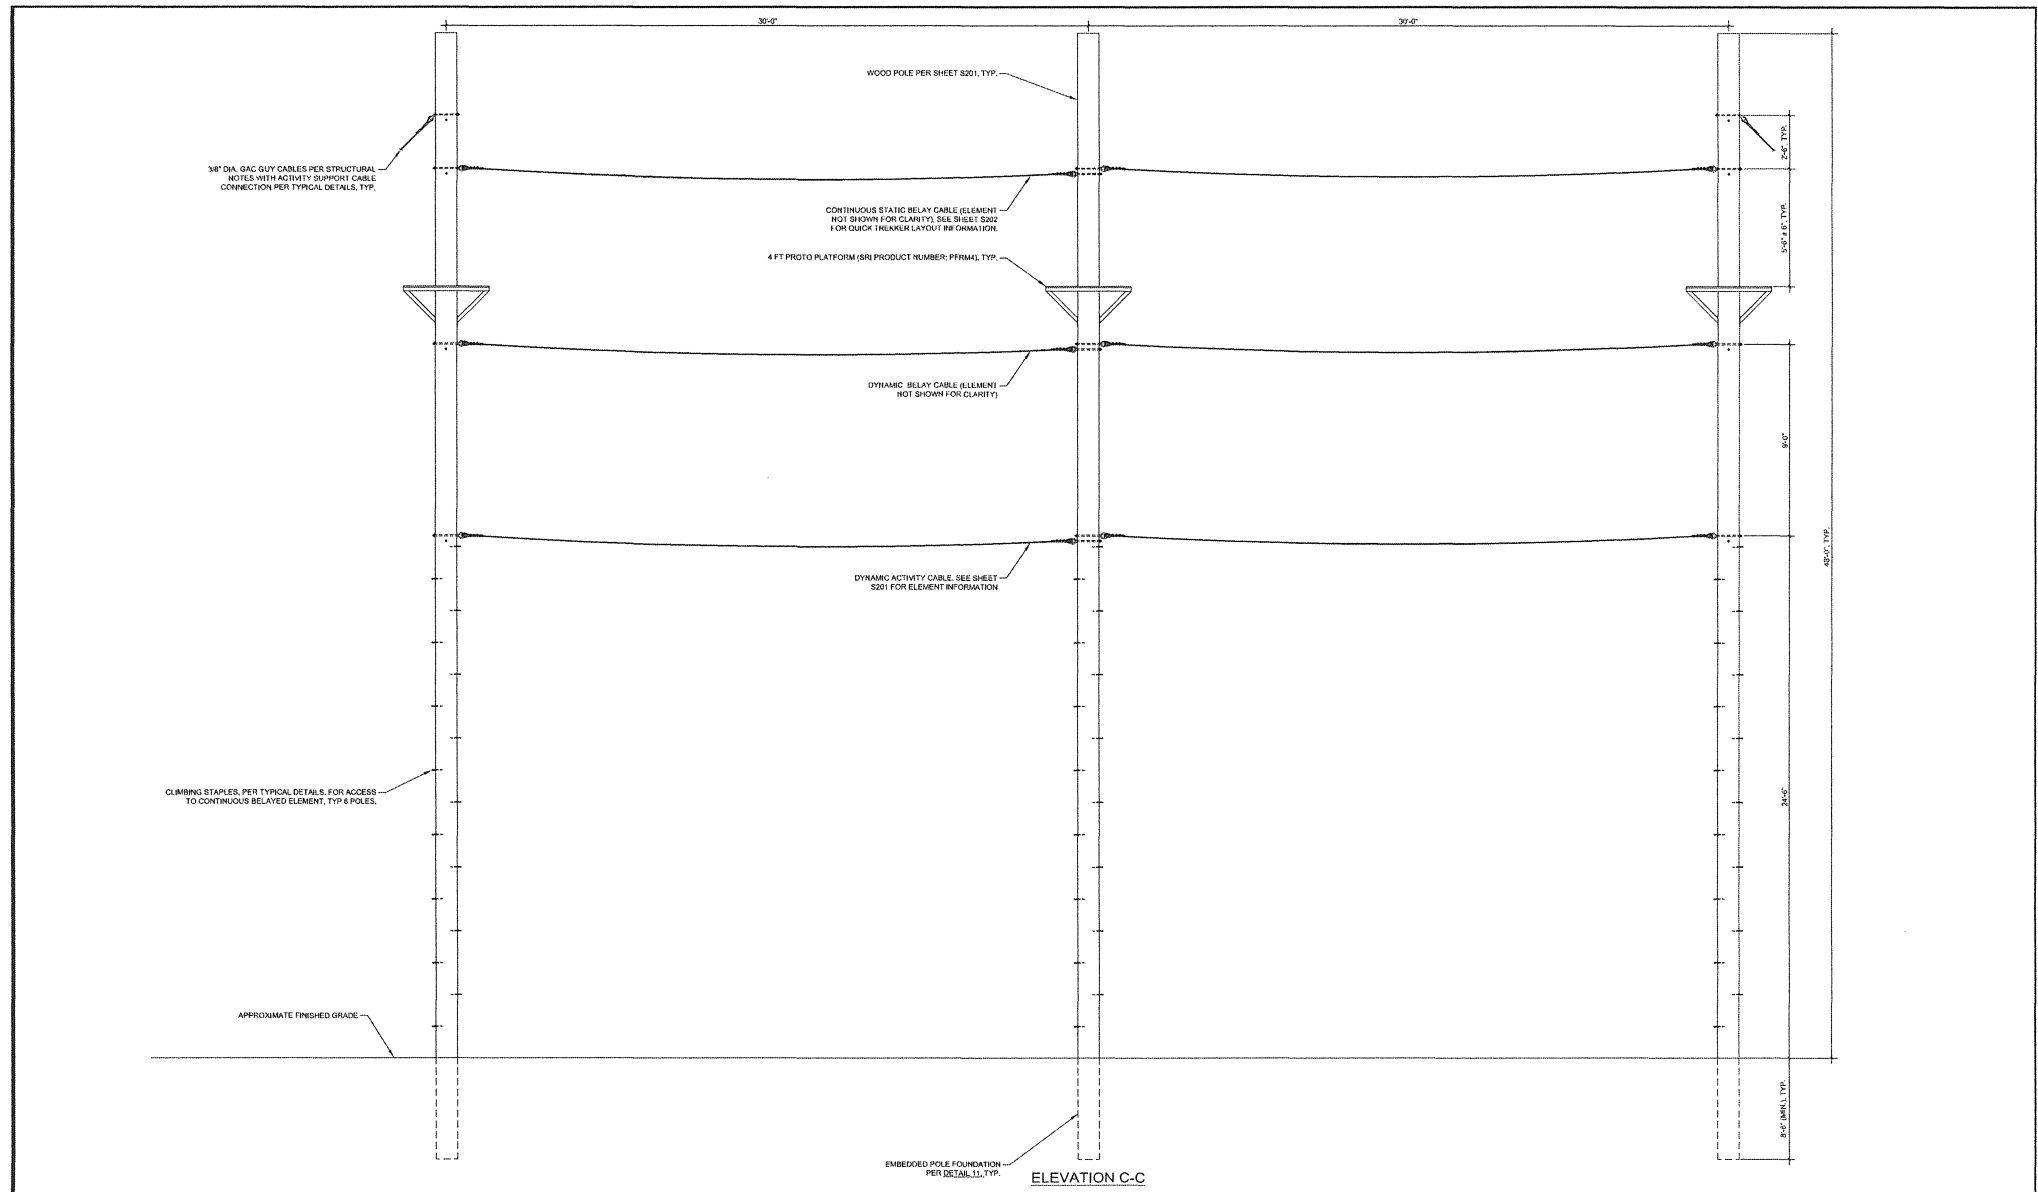 30'-0"
30'-0"
WOOD POLE PER SHEET S201, TYP.
3/8" DIA. GAC GUY CABLES PER STRUCTURAL
NOTES WITH ACTIVITY SUPPORT CABLE
CONNECTION PER TYPICAL DETAILS, TYP.
2'-6", TYP.
CONTINUOUS STATIC BELAY CABLE (ELEMENT
NOT SHOWN FOR CLARITY), SEE SHEET S202
FOR QUICK TREKKER LAYOUT INFORMATION.
5'-6" ± 6", TYP.
4 FT PROTO PLATFORM (SRI PRODUCT NUMBER: PFRM4), TYP.
DYNAMIC BELAY CABLE (ELEMENT
NOT SHOWN FOR CLARITY)
9'-0"
DYNAMIC ACTIVITY CABLE. SEE SHEET
S201 FOR ELEMENT INFORMATION
43'-0", TYP.
CLIMBING STAPLES, PER TYPICAL DETAILS, FOR ACCESS
TO CONTINUOUS BELAYED ELEMENT, TYP 6 POLES.
24'-6"
APPROXIMATE FINISHED GRADE
8'-6" (MIN.), TYP.
EMBEDDED POLE FOUNDATION
PER DETAIL 11, TYP.
ELEVATION C-C